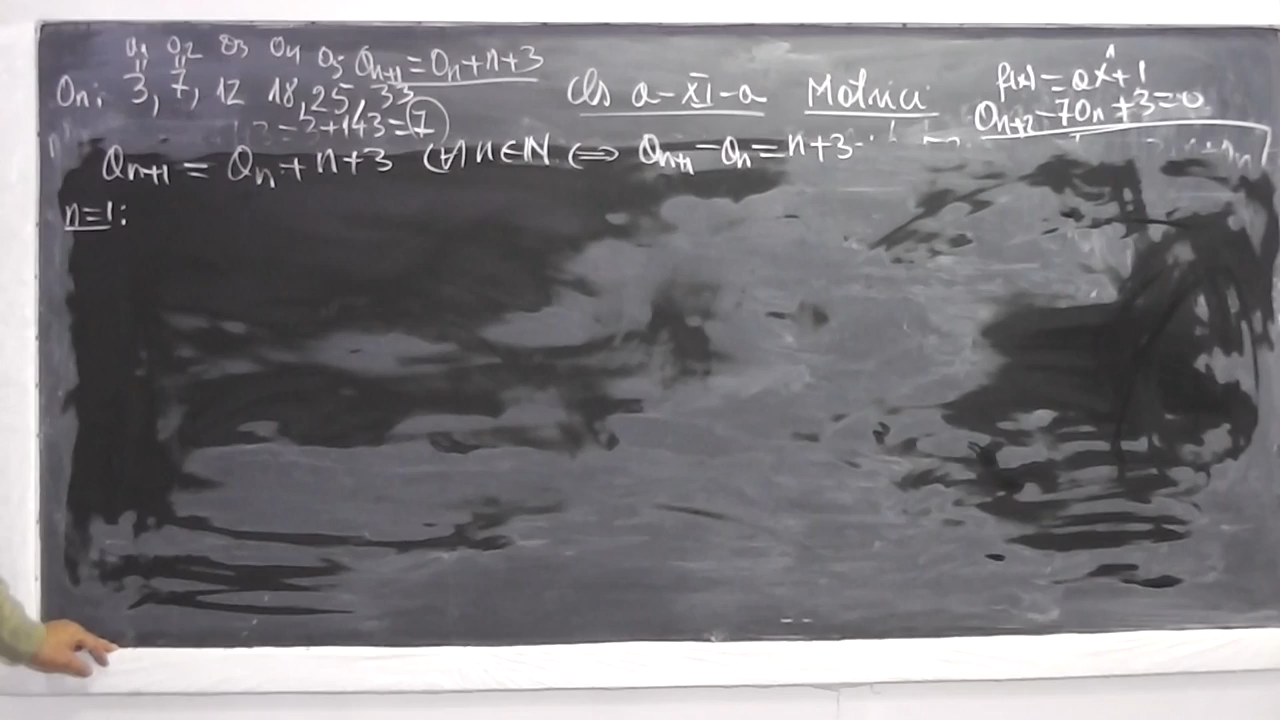 a₁ a₂ a₃ a₄ a₅ aₙ₊₁=aₙ+n+3
aₙ: 3, 7, 12 18, 25, 33
Cls a-XI-a Matrici
f(x)=ax+1
aₙ₊₂-7aₙ+3=0
aₙ₊₁ = aₙ + n+3 (∀) n∈ℕ ⟺ aₙ₊₁-aₙ=n+3
n=1: